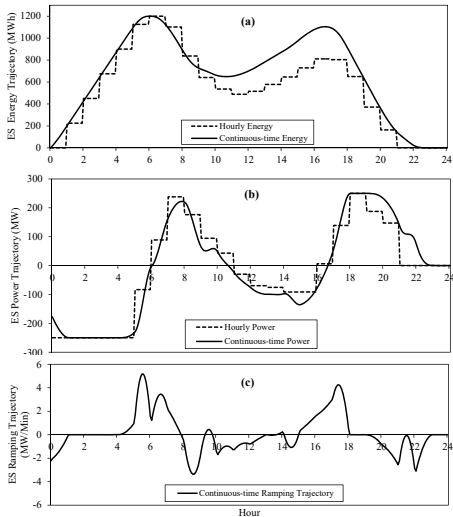 (a)
ES Energy Trajectory (MWh)
1200
1000
800
600
400
200
0
Hourly Energy
Continuous-time Energy
0 2 4 6 8 10 12 14 16 18 20 22 24
(b)
ES Power Trajectory (MW)
300
200
100
0
-100
-200
-300
0 2 4 6 8 10 12 14 16 18 20 22 24
Hourly Power
Continuous-time Power
(c)
ES Ramping Trajectory
(MW/Min)
6
4
2
0
-2
-4
-6
0 2 4 6 8 10 12 14 16 18 20 22 24
Continuous-time Ramping Trajectory
Hour